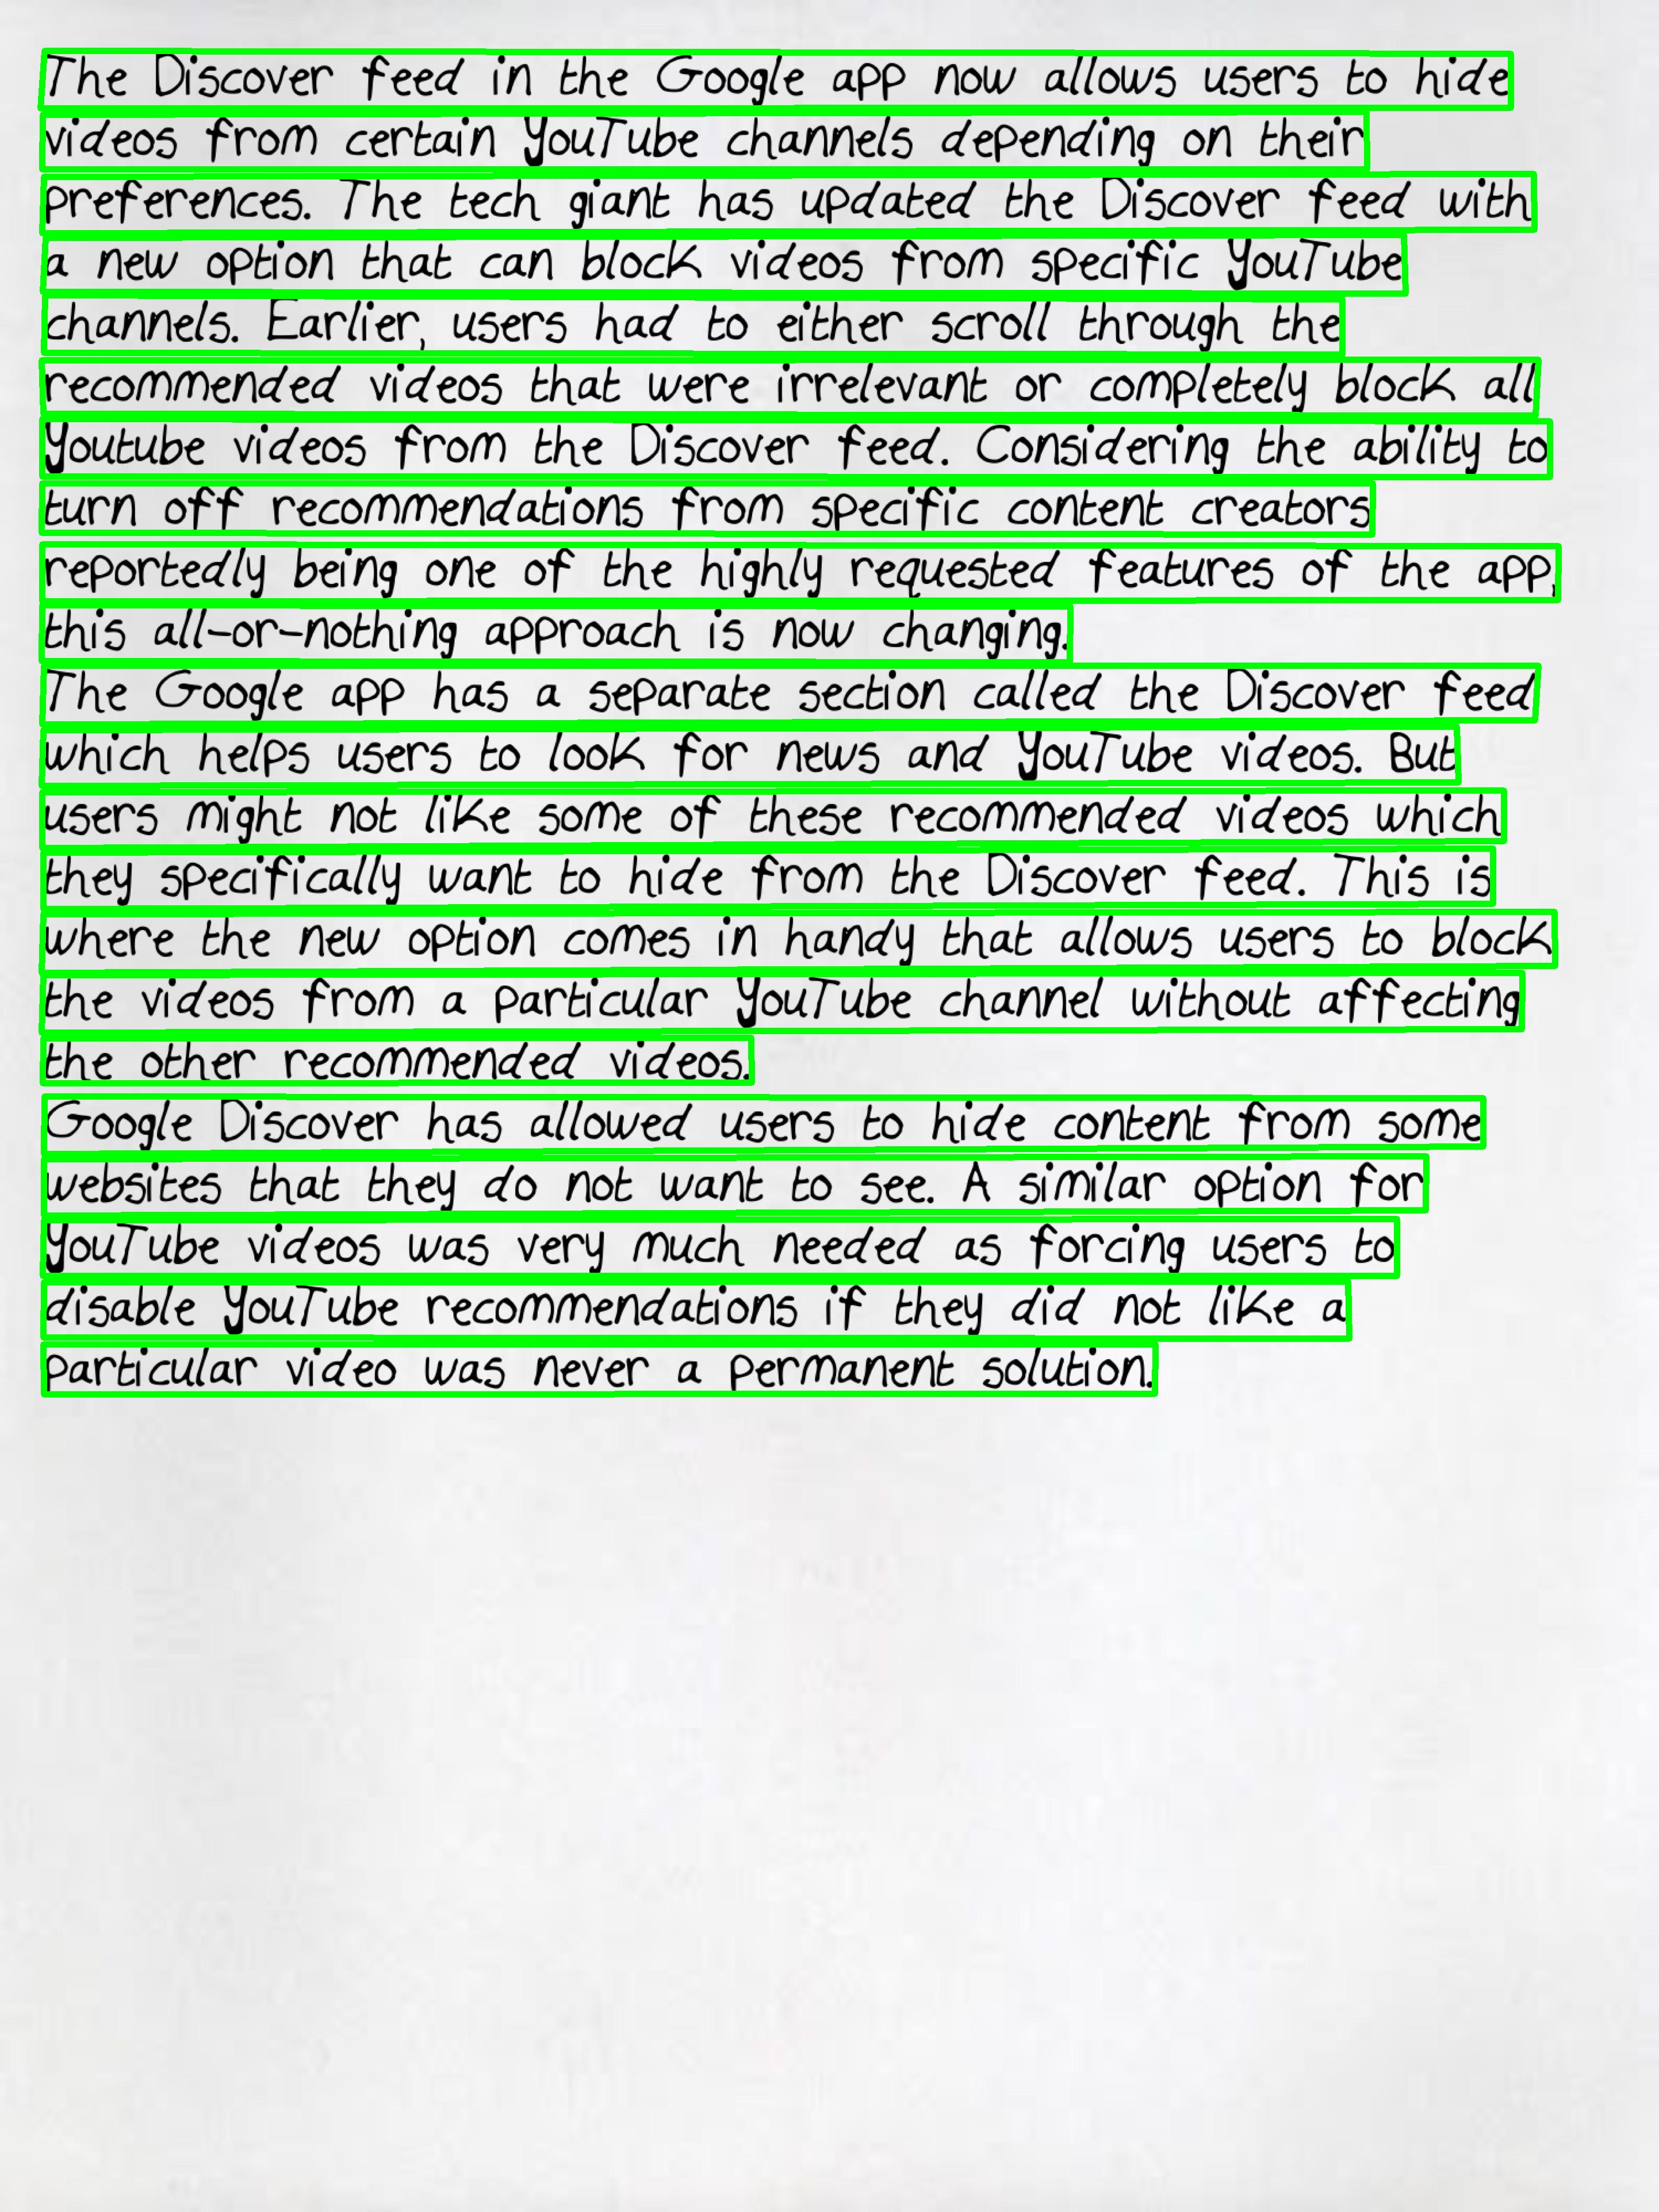 The Discover feed in the Google app now allows users to hide
videos from certain YouTube channels depending on their
preferences. The tech giant has updated the Discover feed with
a new option that can block videos from specific YouTube
channels. Earlier, users had to either scroll through the
recommended videos that were irrelevant or completely block all
Youtube videos from the Discover feed. Considering the ability to
turn off recommendations from specific content creators
reportedly being one of the highly requested features of the app,
this all-or-nothing approach is now changing.
The Google app has a separate section called the Discover feed
which helps users to look for news and YouTube videos. But
users might not like some of these recommended videos which
they specifically want to hide from the Discover feed. This is
where the new option comes in handy that allows users to block
the videos from a particular YouTube channel without affecting
the other recommended videos.
Google Discover has allowed users to hide content from some
websites that they do not want to see. A similar option for
YouTube videos was very much needed as forcing users to
disable YouTube recommendations if they did not like a
particular video was never a permanent solution.